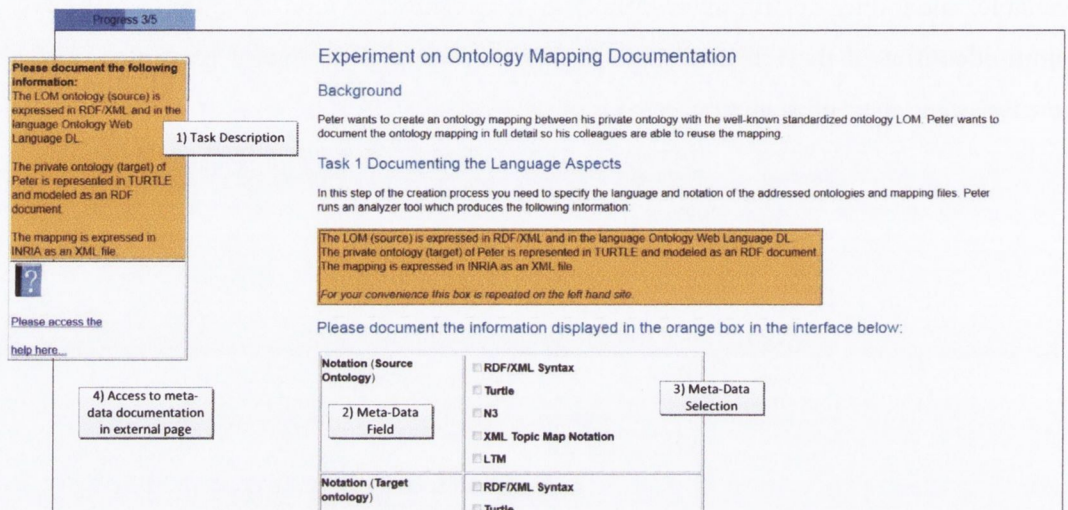 Progress 3/5
Please document the following
information:
The LOM ontology (source) is
expressed in RDF/XML and in the
language Ontology Web
Language DL.
The private ontology (target) of
Peter is represented in TURTLE
and modeled as an RDF
document.
The mapping is expressed in
INRIA as an XML file.
?
Please access the
help here...
1) Task Description
4) Access to meta-
data documentation
in external page
Experiment on Ontology Mapping Documentation
Background
Peter wants to create an ontology mapping between his private ontology with the well-known standardized ontology LOM. Peter wants to
document the ontology mapping in full detail so his colleagues are able to reuse the mapping.
Task 1 Documenting the Language Aspects
In this step of the creation process you need to specify the language and notation of the addressed ontologies and mapping files. Peter
runs an analyzer tool which produces the following information:
The LOM (source) is expressed in RDF/XML and in the language Ontology Web Language DL.
The private ontology (target) of Peter is represented in TURTLE and modeled as an RDF document.
The mapping is expressed in INRIA as an XML file.
For your convenience this box is repeated on the left hand site.
Please document the information displayed in the orange box in the interface below:
Notation (Source
Ontology)
2) Meta-Data
Field
RDF/XML Syntax
Turtle
N3
XML Topic Map Notation
LTM
3) Meta-Data
Selection
Notation (Target
ontology)
RDF/XML Syntax
Turtle